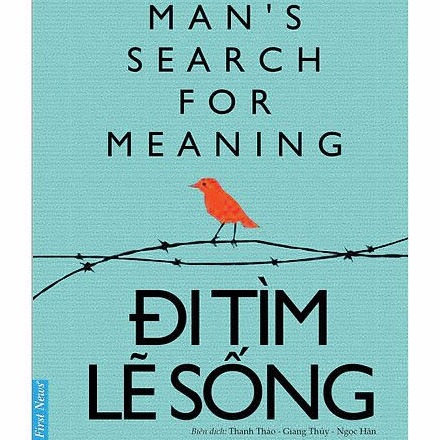 MAN'S
SEARCH
FOR
MEANING
ĐI TÌM
LẼ SỐNG
First News
Biên dịch: Thanh Thảo - Giang Thủy - Ngọc Hân